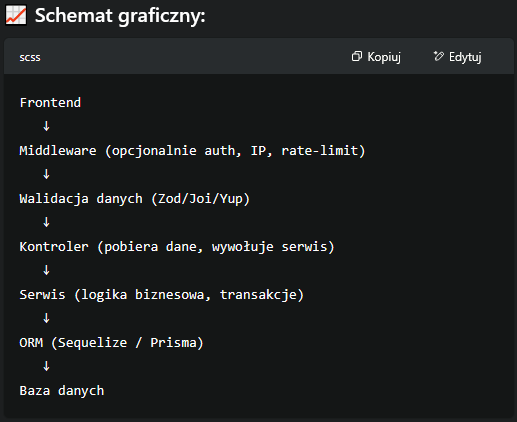 📈 Schemat graficzny:
scss Kopiuj Edytuj
Frontend
↓
Middleware (opcjonalnie auth, IP, rate-limit)
↓
Walidacja danych (Zod/Joi/Yup)
↓
Kontroler (pobiera dane, wywołuje serwis)
↓
Serwis (logika biznesowa, transakcje)
↓
ORM (Sequelize / Prisma)
↓
Baza danych